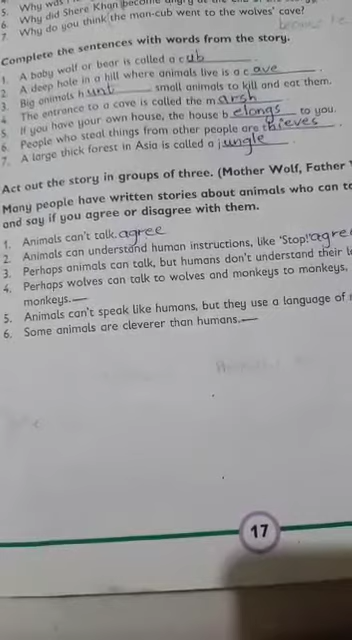 5. Why was
6. Why did Shere Khan become angry at the
7. Why do you think the man-cub went to the wolves' cave?
Complete the sentences with words from the story.
1. A baby wolf or bear is called a cub.
2. A deep hole in a hill where animals live is a cave.
3. Big animals hunt small animals to kill and eat them.
4. The entrance to a cave is called the marsh
5. If you have your own house, the house belongs to you.
6. People who steal things from other people are thieves.
7. A large thick forest in Asia is called a jungle
Act out the story in groups of three. (Mother Wolf, Father
Many people have written stories about animals who can
and say if you agree or disagree with them.
1. Animals can't talk. agree
2. Animals can understand human instructions, like 'Stop!' agree
3. Perhaps animals can talk, but humans don't understand their
4. Perhaps wolves can talk to wolves and monkeys to monkeys,
monkeys.—
5. Animals can't speak like humans, but they use a language of
6. Some animals are cleverer than humans.—
17